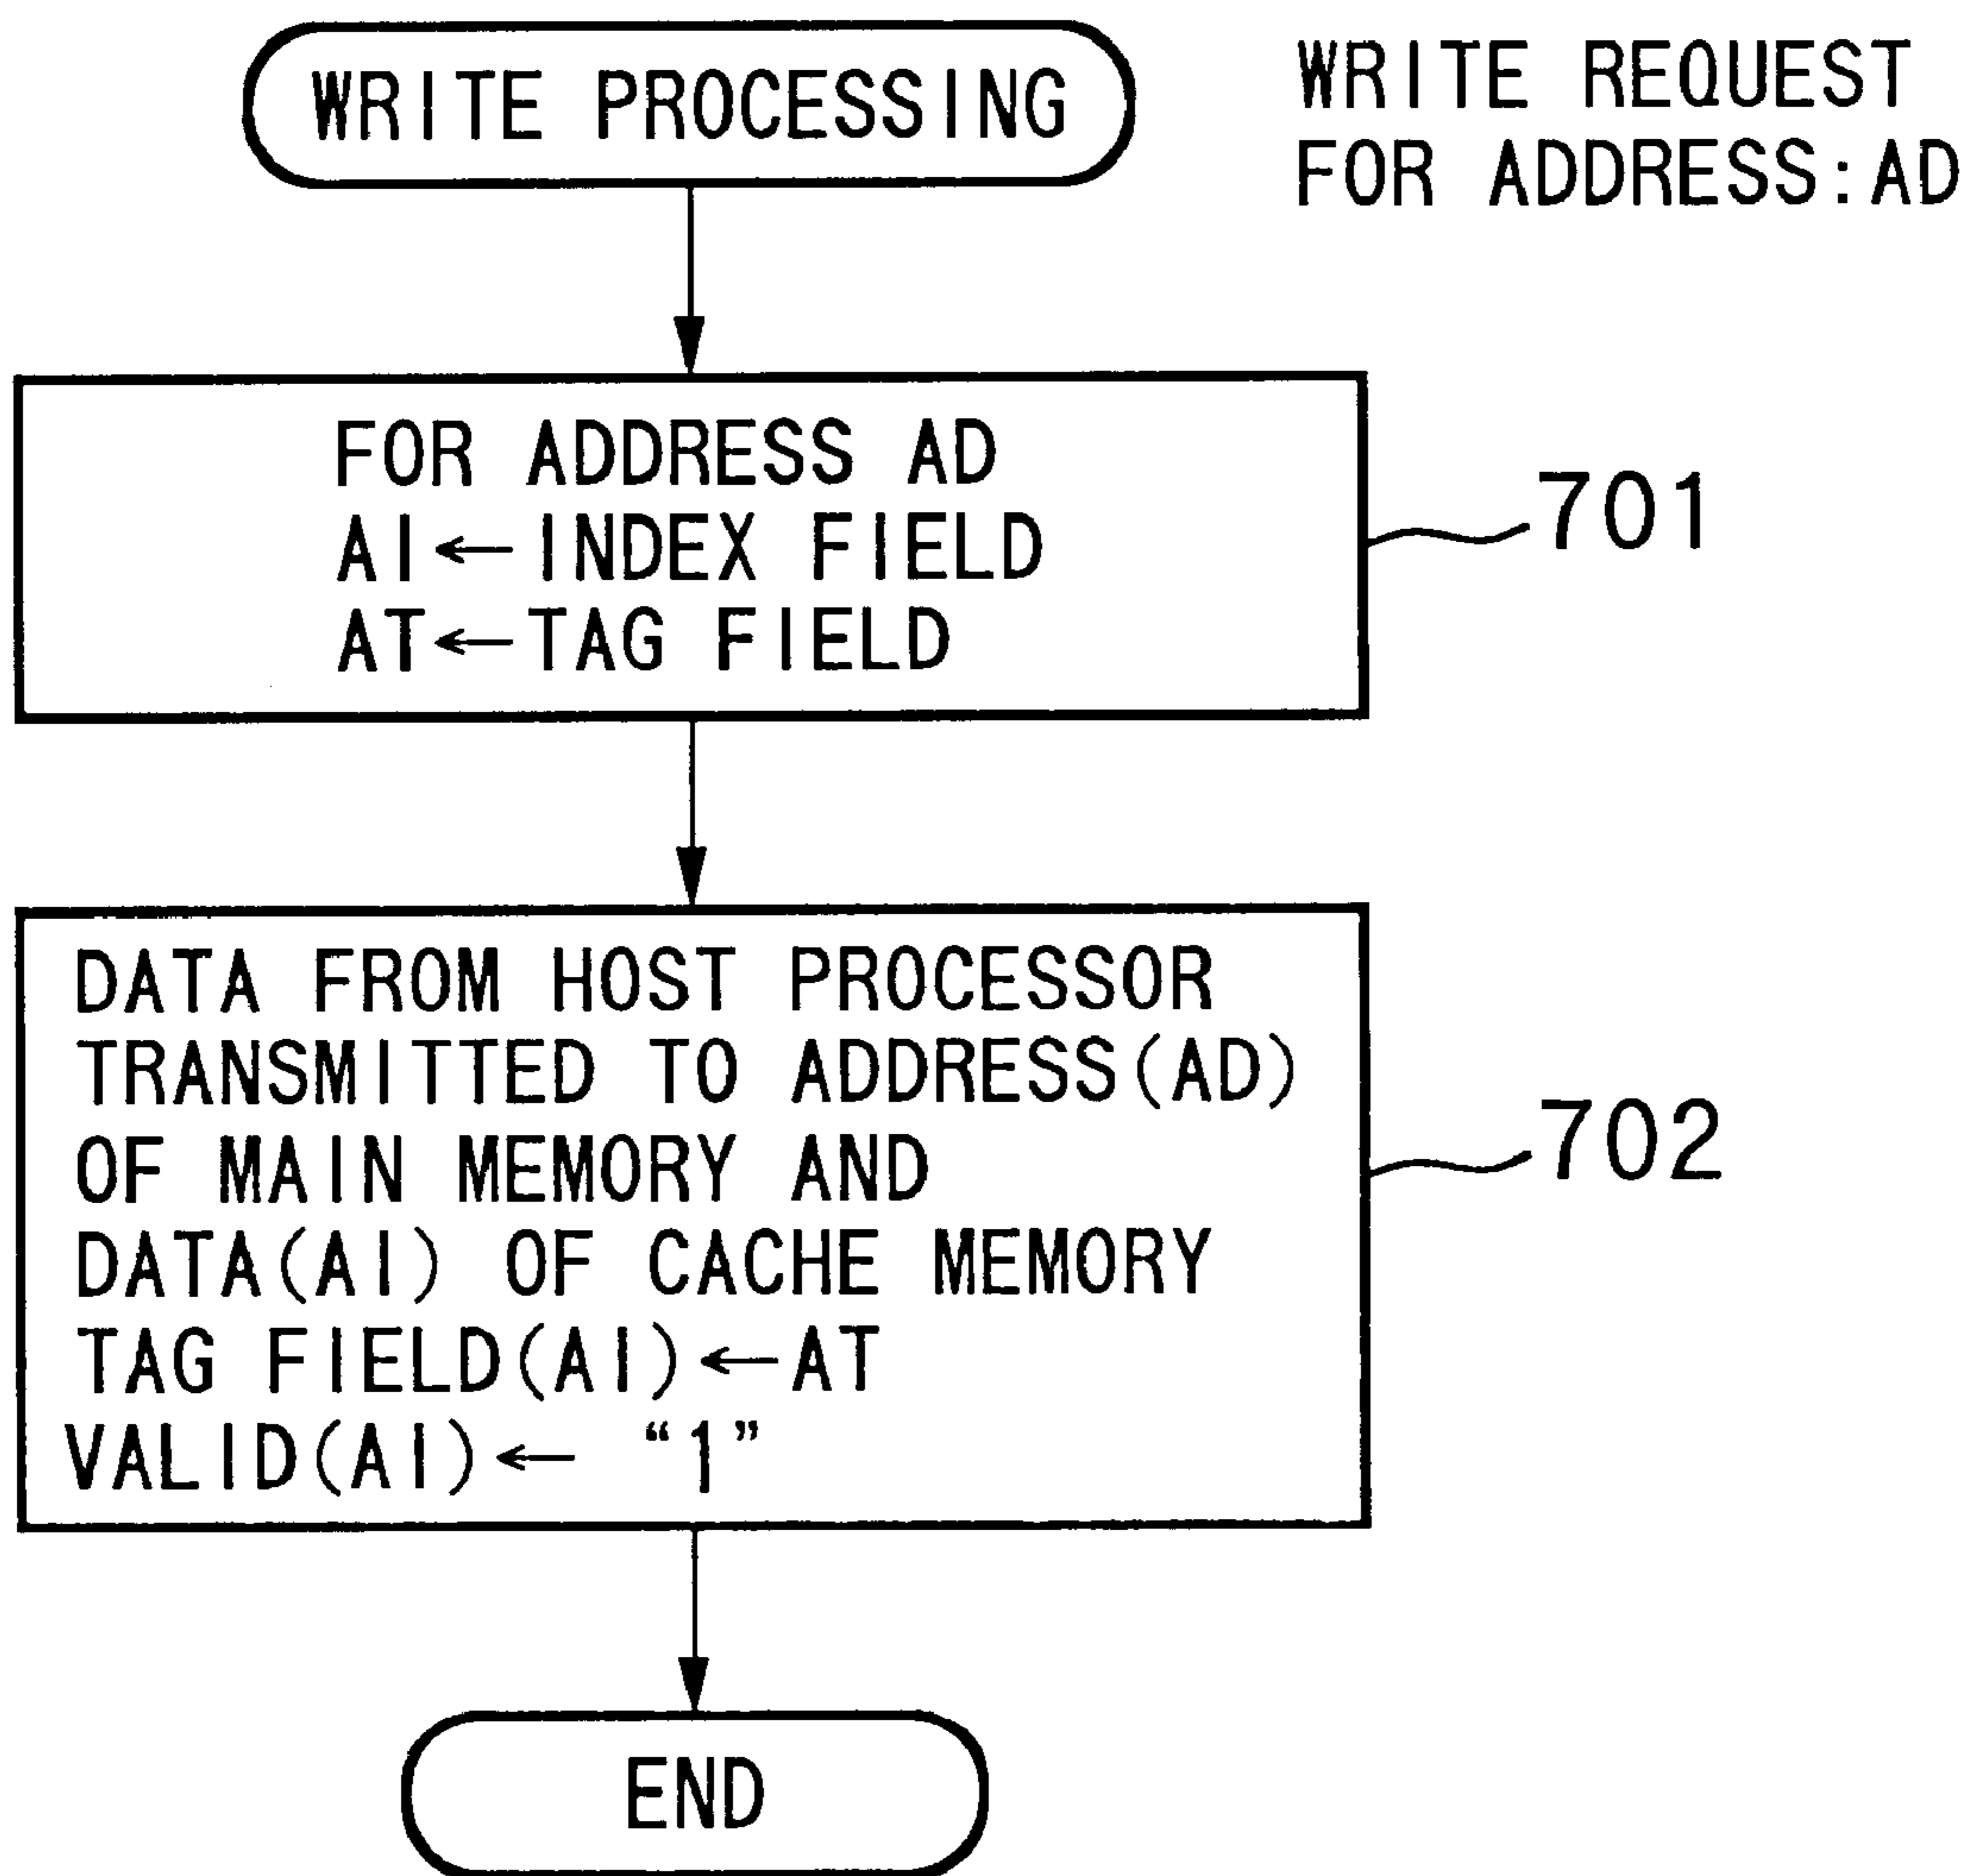 WRITE PROCESSING
WRITE REQUEST
FOR ADDRESS:AD
FOR ADDRESS AD
AI←INDEX FIELD
AT←TAG FIELD
701
DATA FROM HOST PROCESSOR
TRANSMITTED TO ADDRESS(AD)
OF MAIN MEMORY AND
DATA(AI) OF CACHE MEMORY
TAG FIELD(AI)←AT
VALID(AI)← “1”
702
END